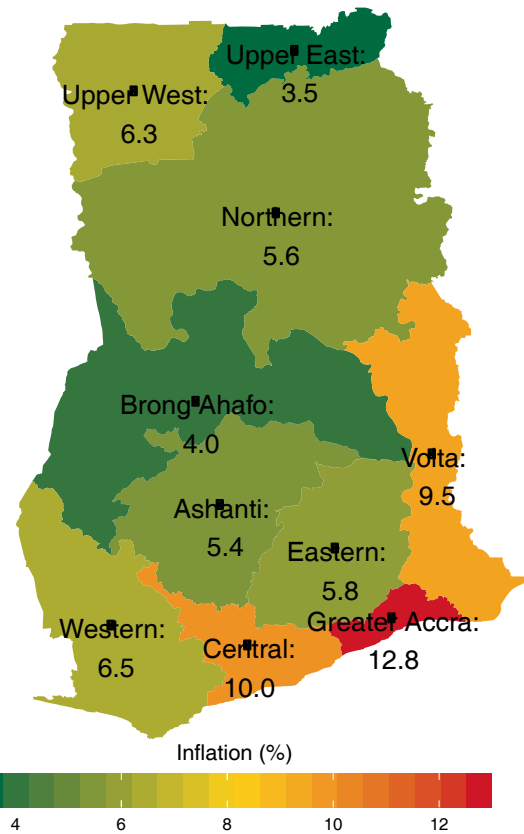 Upper East:
3.5
Upper West:
6.3
Northern:
5.6
Brong Ahafo:
4.0
Volta:
9.5
Ashanti:
5.4
Eastern:
5.8
Greater Accra:
12.8
Western:
6.5
Central:
10.0
Inflation (%)
4 6 8 10 12